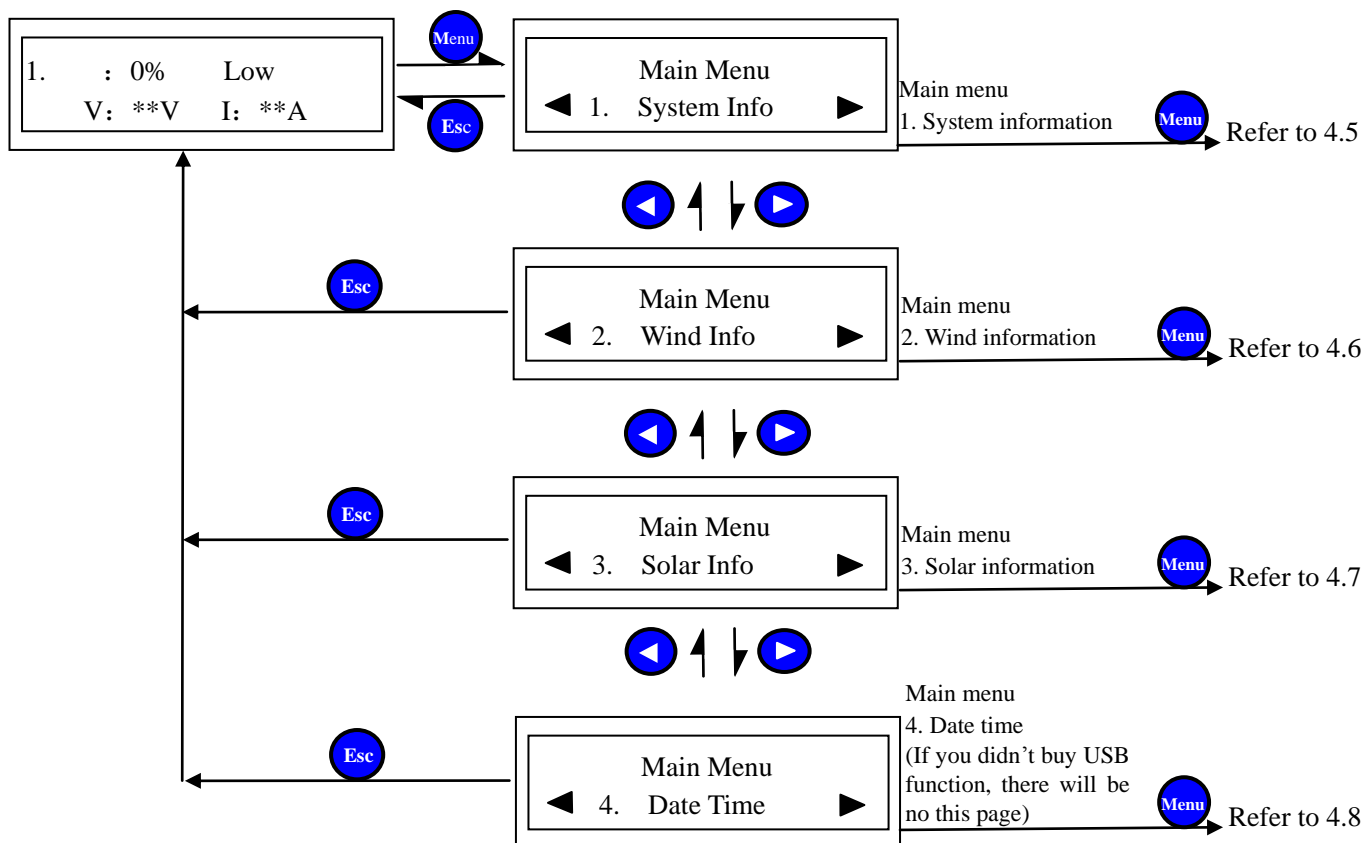 Menu
1. : 0% Low
V: **V I: **A
Esc
Main Menu
1. System Info
Main menu
1. System information
Menu
Refer to 4.5
Esc
Main Menu
2. Wind Info
Main menu
2. Wind information
Menu
Refer to 4.6
Esc
Main Menu
3. Solar Info
Main menu
3. Solar information
Menu
Refer to 4.7
Esc
Main Menu
4. Date Time
Main menu
4. Date time
(If you didn't buy USB
function, there will be
no this page)
Menu
Refer to 4.8